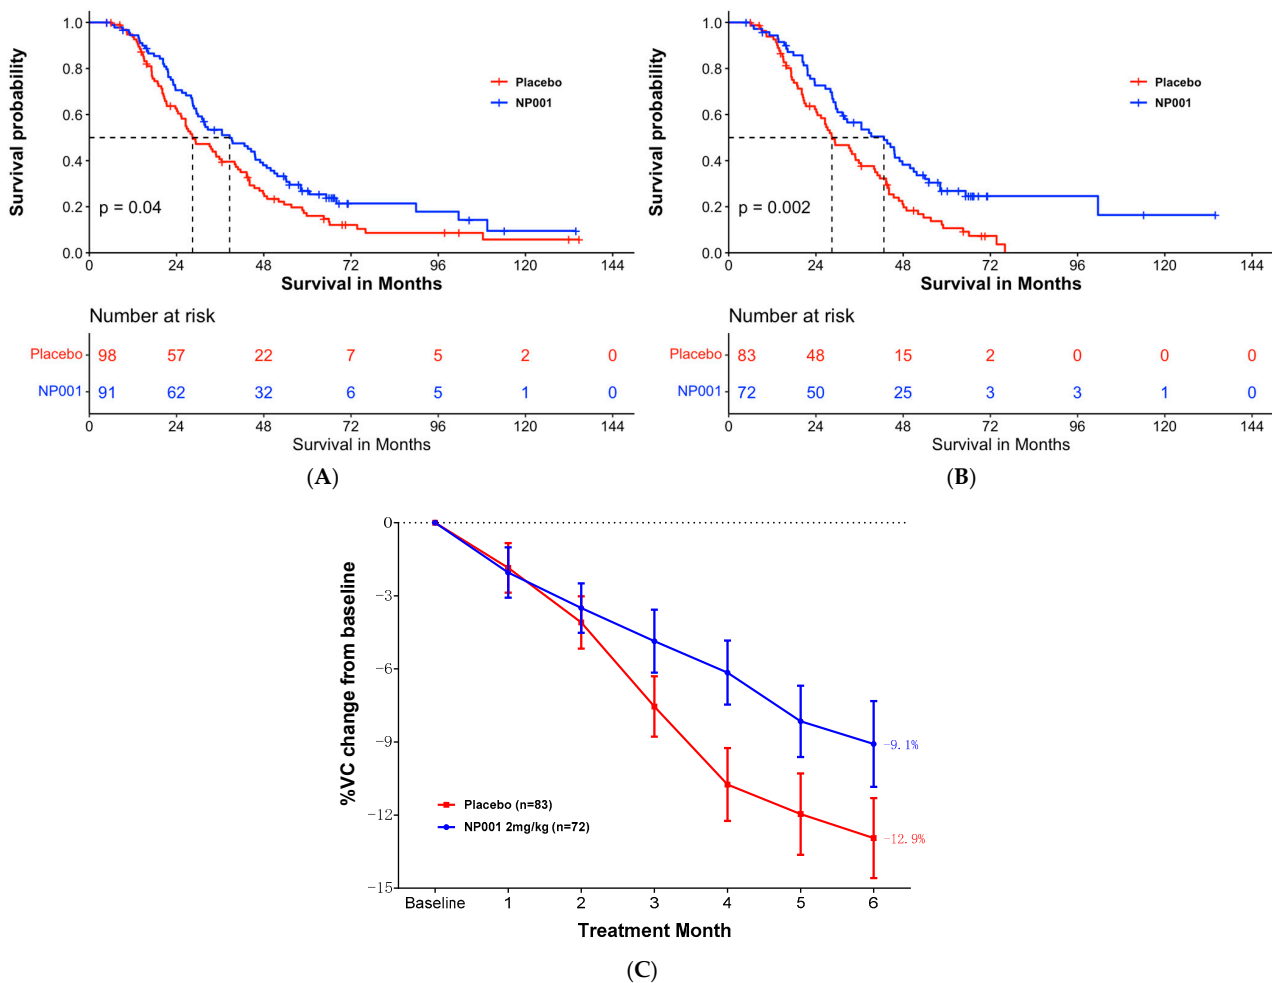 Survival probability
1.0
0.8
0.6
0.4
0.2
0.0
Placebo
NP001
p = 0.04
0 24 48 72 96 120 144
Survival in Months
Number at risk
Placebo 98 57 22 7 5 2 0
NP001 91 62 32 6 5 1 0
0 24 48 72 96 120 144
Survival in Months
(A)
Survival probability
1.0
0.8
0.6
0.4
0.2
0.0
Placebo
NP001
p = 0.002
0 24 48 72 96 120 144
Survival in Months
Number at risk
Placebo 83 48 15 2 0 0 0
NP001 72 50 25 3 3 1 0
0 24 48 72 96 120 144
Survival in Months
(B)
%VC change from baseline
0
−3
−6
−9
−12
−15
−9.1%
−12.9%
Placebo (n=83)
NP001 2mg/kg (n=72)
Baseline 1 2 3 4 5 6
Treatment Month
(C)